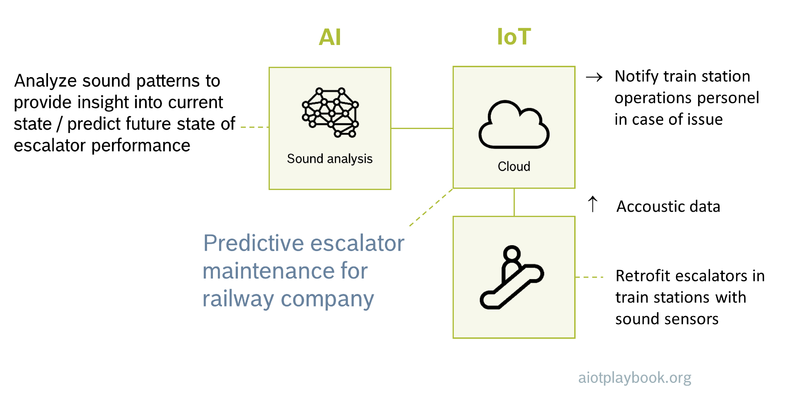 AI
IoT
Analyze sound patterns to
provide insight into current
state / predict future state of
escalator performance
Sound analysis
Cloud
→ Notify train station
operations personel
in case of issue
↑ Accoustic data
Predictive escalator
maintenance for
railway company
Retrofit escalators in
train stations with
sound sensors
aiotplaybook.org